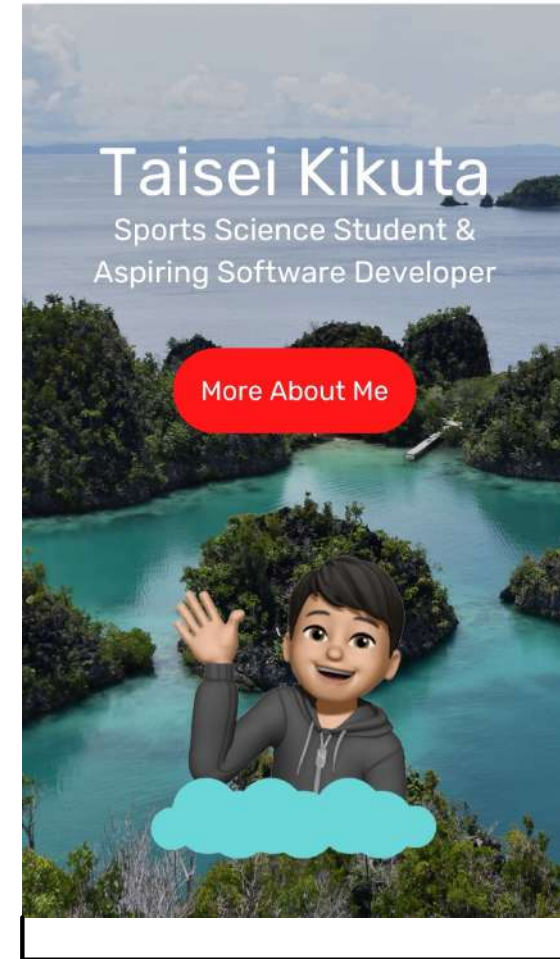 Taisei Kikuta
Sports Science Student &
Aspiring Software Developer
More About Me